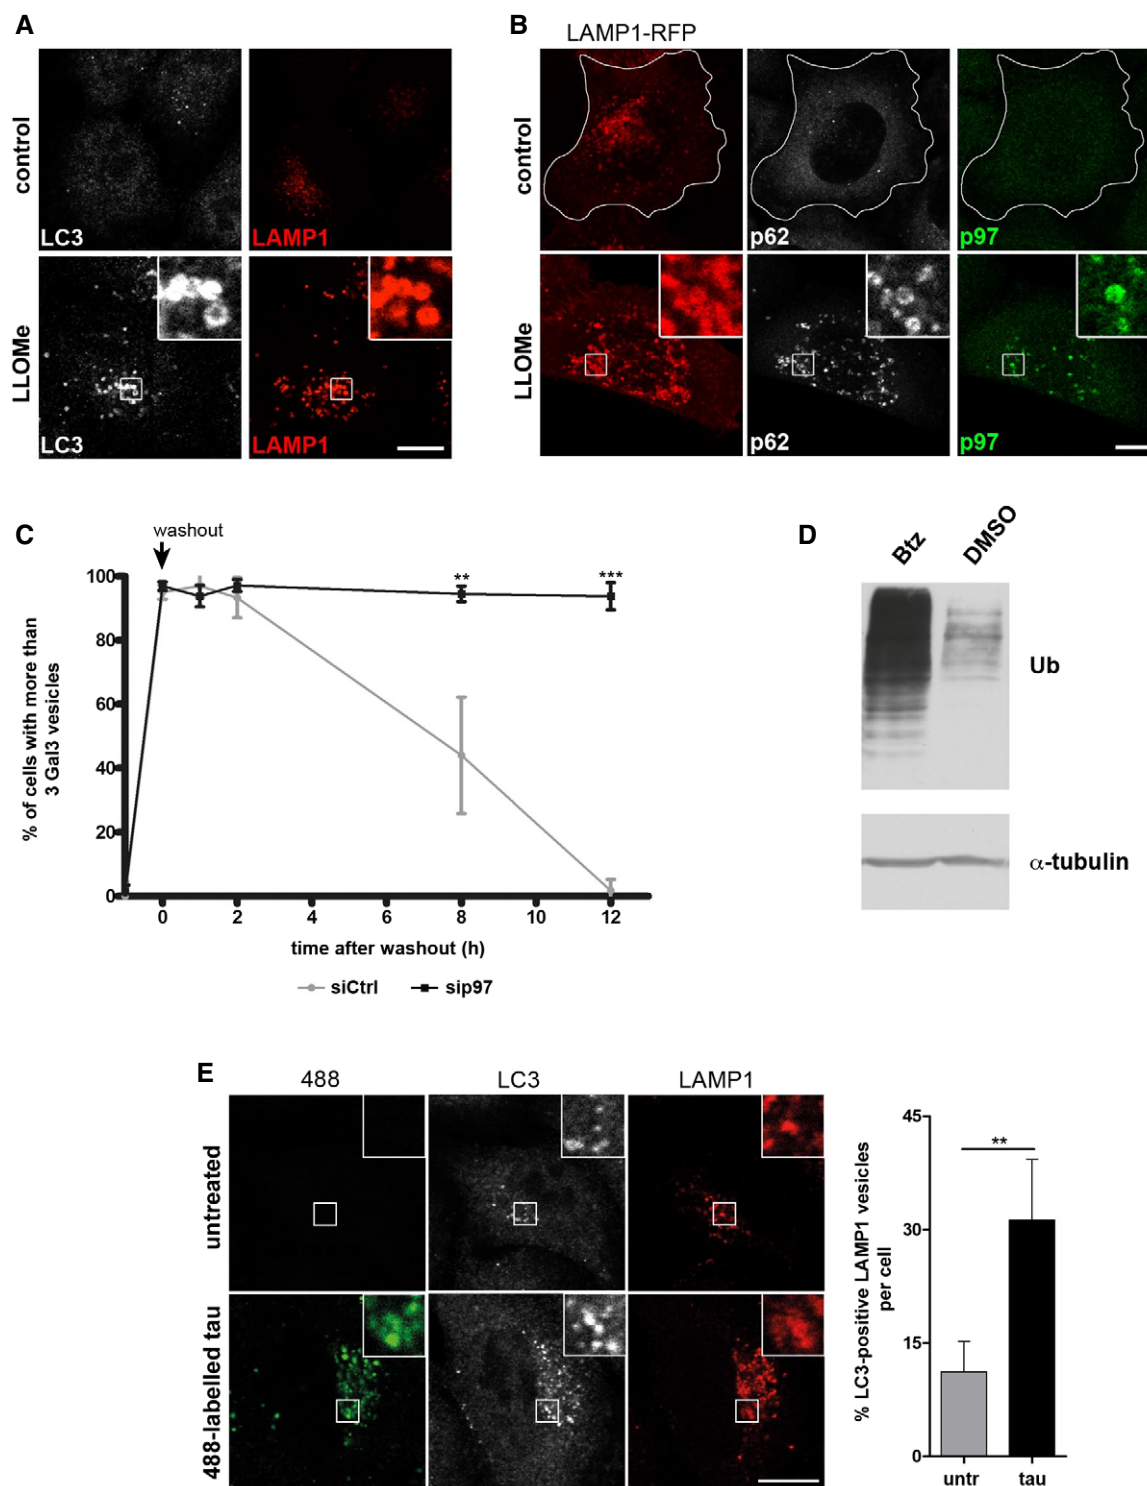 A
B
LAMP1-RFP
control
LC3
LAMP1
control
p62
p97
LLOMe
LC3
LAMP1
LLOMe
p62
p97
C
washout
100
80
60
40
20
0
**
***
% of cells with more than
3 Gal3 vesicles
0
2
4
6
8
10
12
time after washout (h)
siCtrl
sip97
D
Btz
DMSO
Ub
α-tubulin
E
488
LC3
LAMP1
untreated
488-labelled tau
% LC3-positive LAMP1 vesicles
per cell
45
30
15
0
**
untr
tau